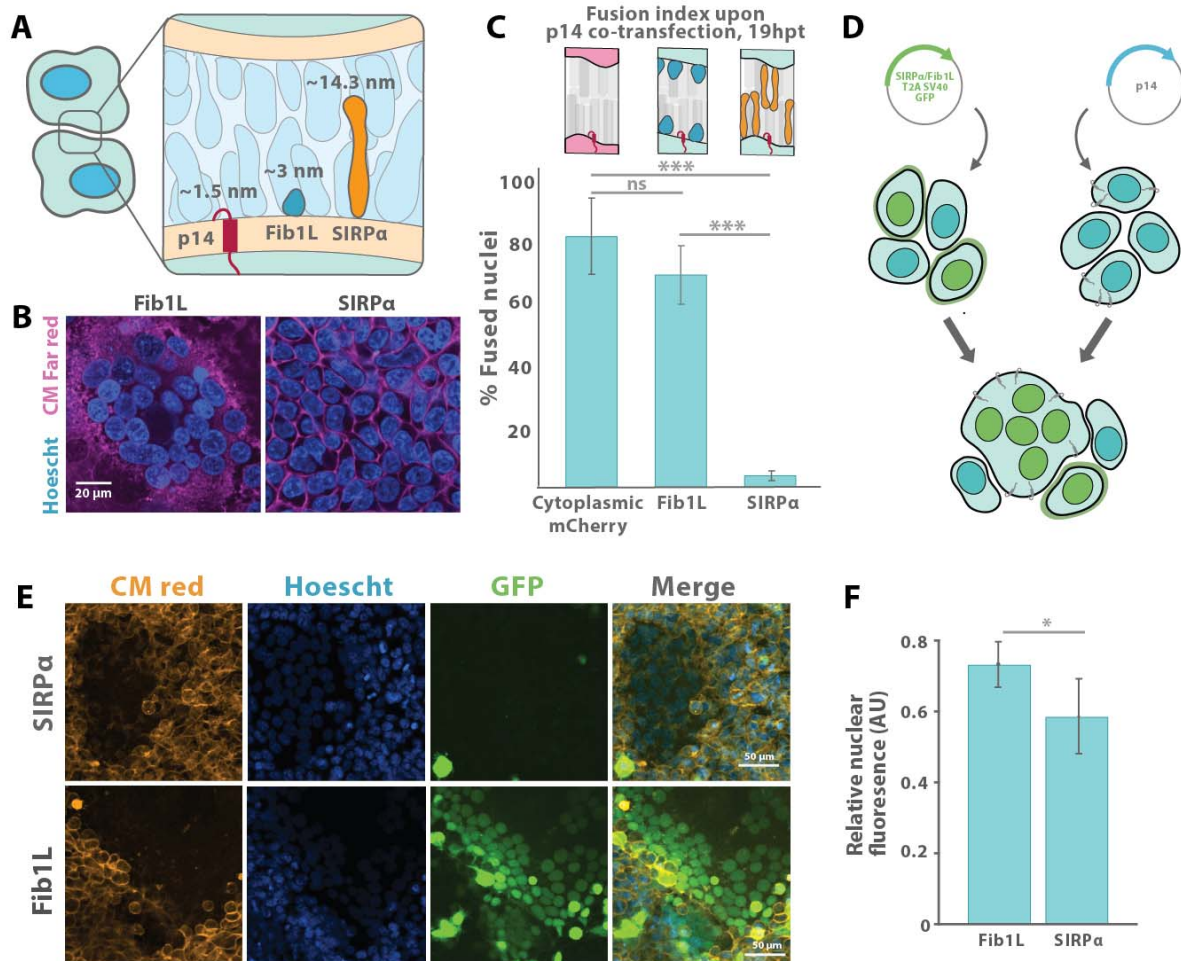 A
~14.3 nm
~3 nm
~1.5 nm
p14
Fib1L
SIRPα
B
Fib1L
SIRPα
CM Far red
Hoescht
20 µm
C
Fusion index upon
p14 co-transfection, 19hpt
***
ns
***
% Fused nuclei
100
80
60
40
20
Cytoplasmic
mCherry
Fib1L
SIRPα
D
SIRPα/Fib1L
T2A SV40
GFP
p14
E
CM red
Hoescht
GFP
Merge
SIRPα
50 µm
Fib1L
50 µm
F
*
Relative nuclear
fluoresence (AU)
0.8
0.6
0.4
0.2
0
Fib1L
SIRPα